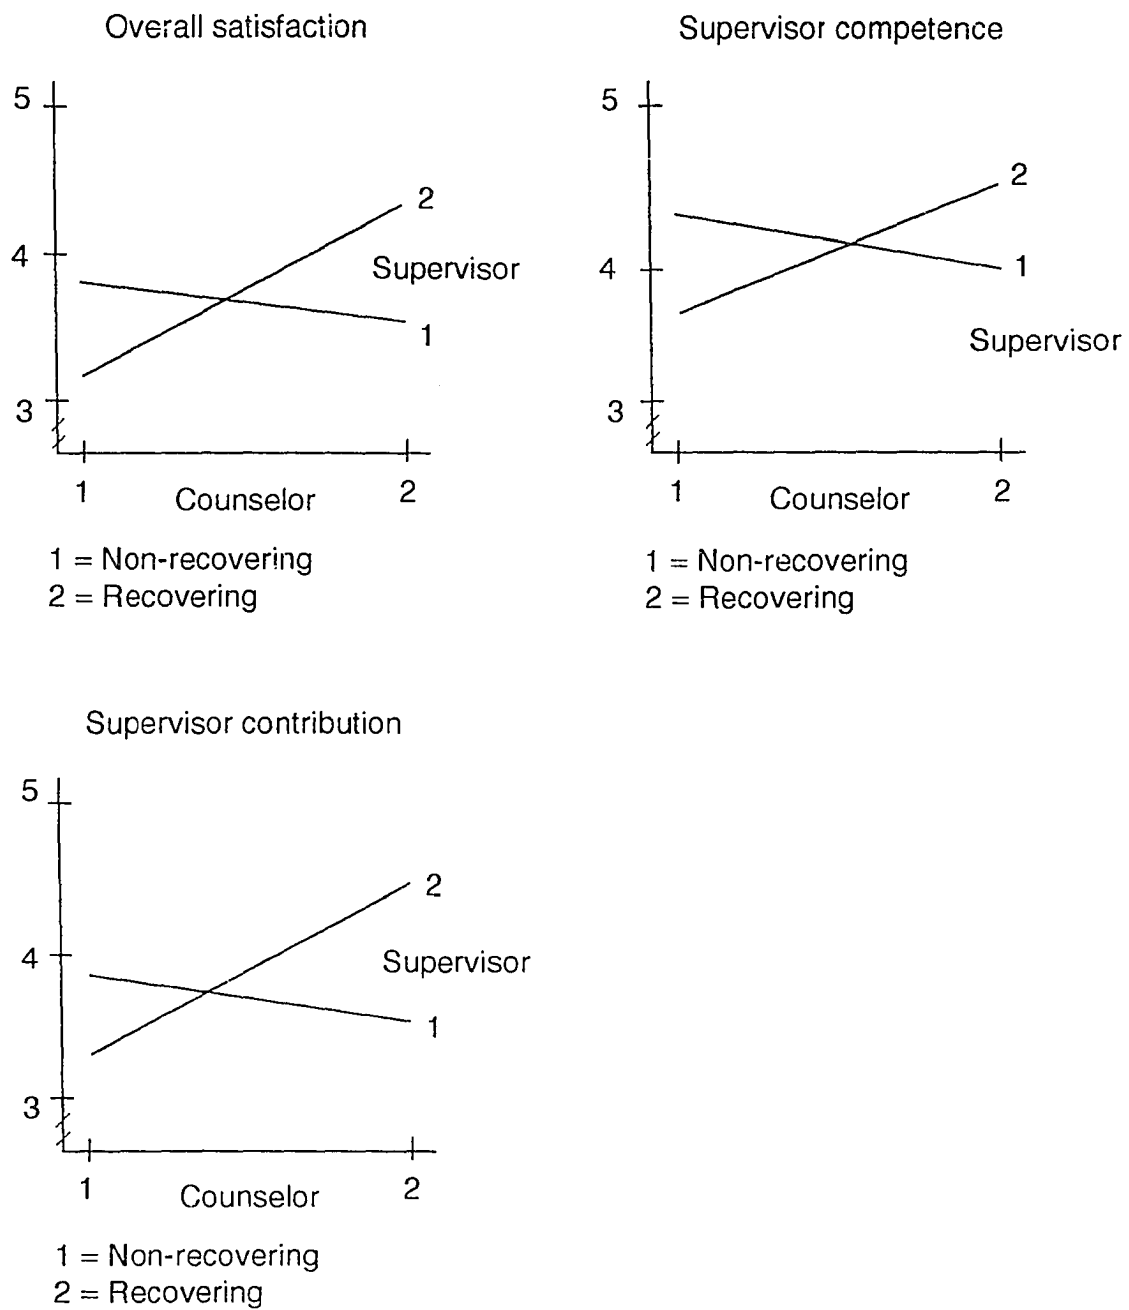 Overall satisfaction
5
4
3
2
Supervisor
1
1
Counselor
2
1 = Non-recovering
2 = Recovering
Supervisor competence
5
4
3
2
1
Supervisor
1
Counselor
2
1 = Non-recovering
2 = Recovering
Supervisor contribution
5
4
3
2
Supervisor
1
1
Counselor
2
1 = Non-recovering
2 = Recovering